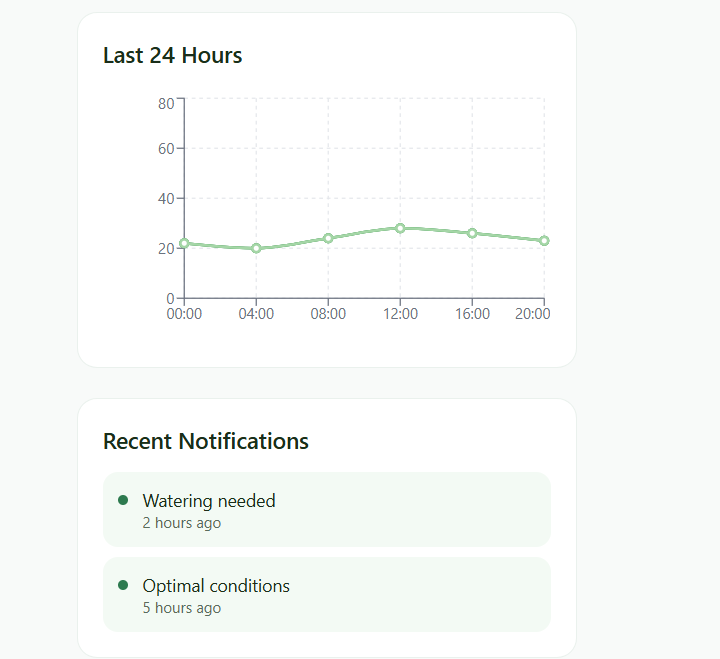 Last 24 Hours
80
60
40
20
0
00:00 04:00 08:00 12:00 16:00 20:00
Recent Notifications
Watering needed
2 hours ago
Optimal conditions
5 hours ago